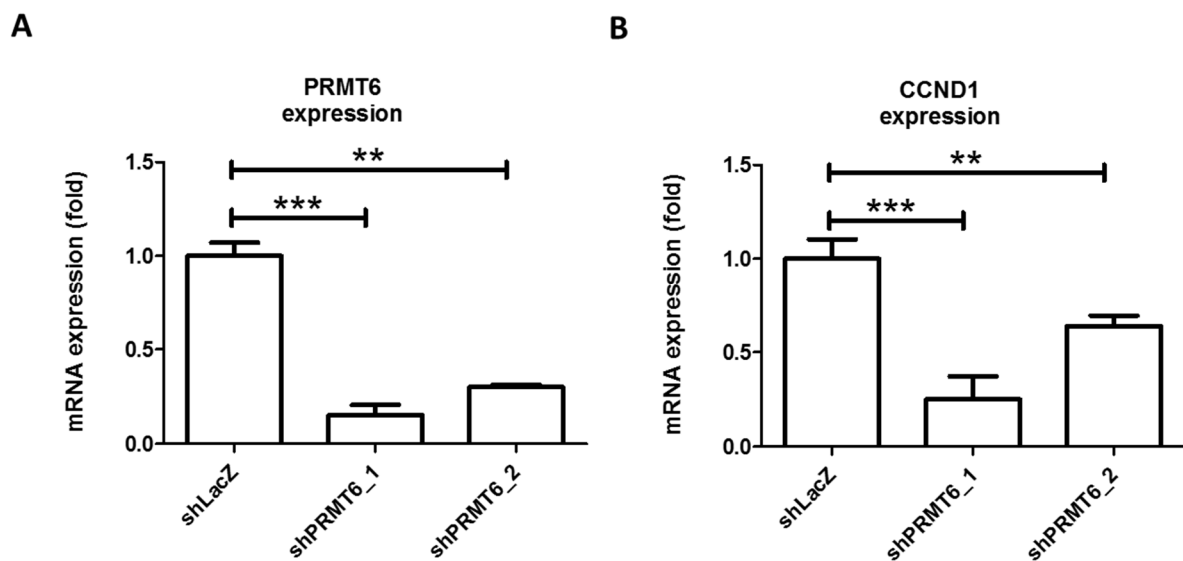 A
PRMT6
expression
mRNA expression (fold)
1.5
1.0
0.5
0.0
**
***
shLacZ
shPRMT6_1
shPRMT6_2
B
CCND1
expression
mRNA expression (fold)
1.5
1.0
0.5
0.0
**
***
shLacZ
shPRMT6_1
shPRMT6_2